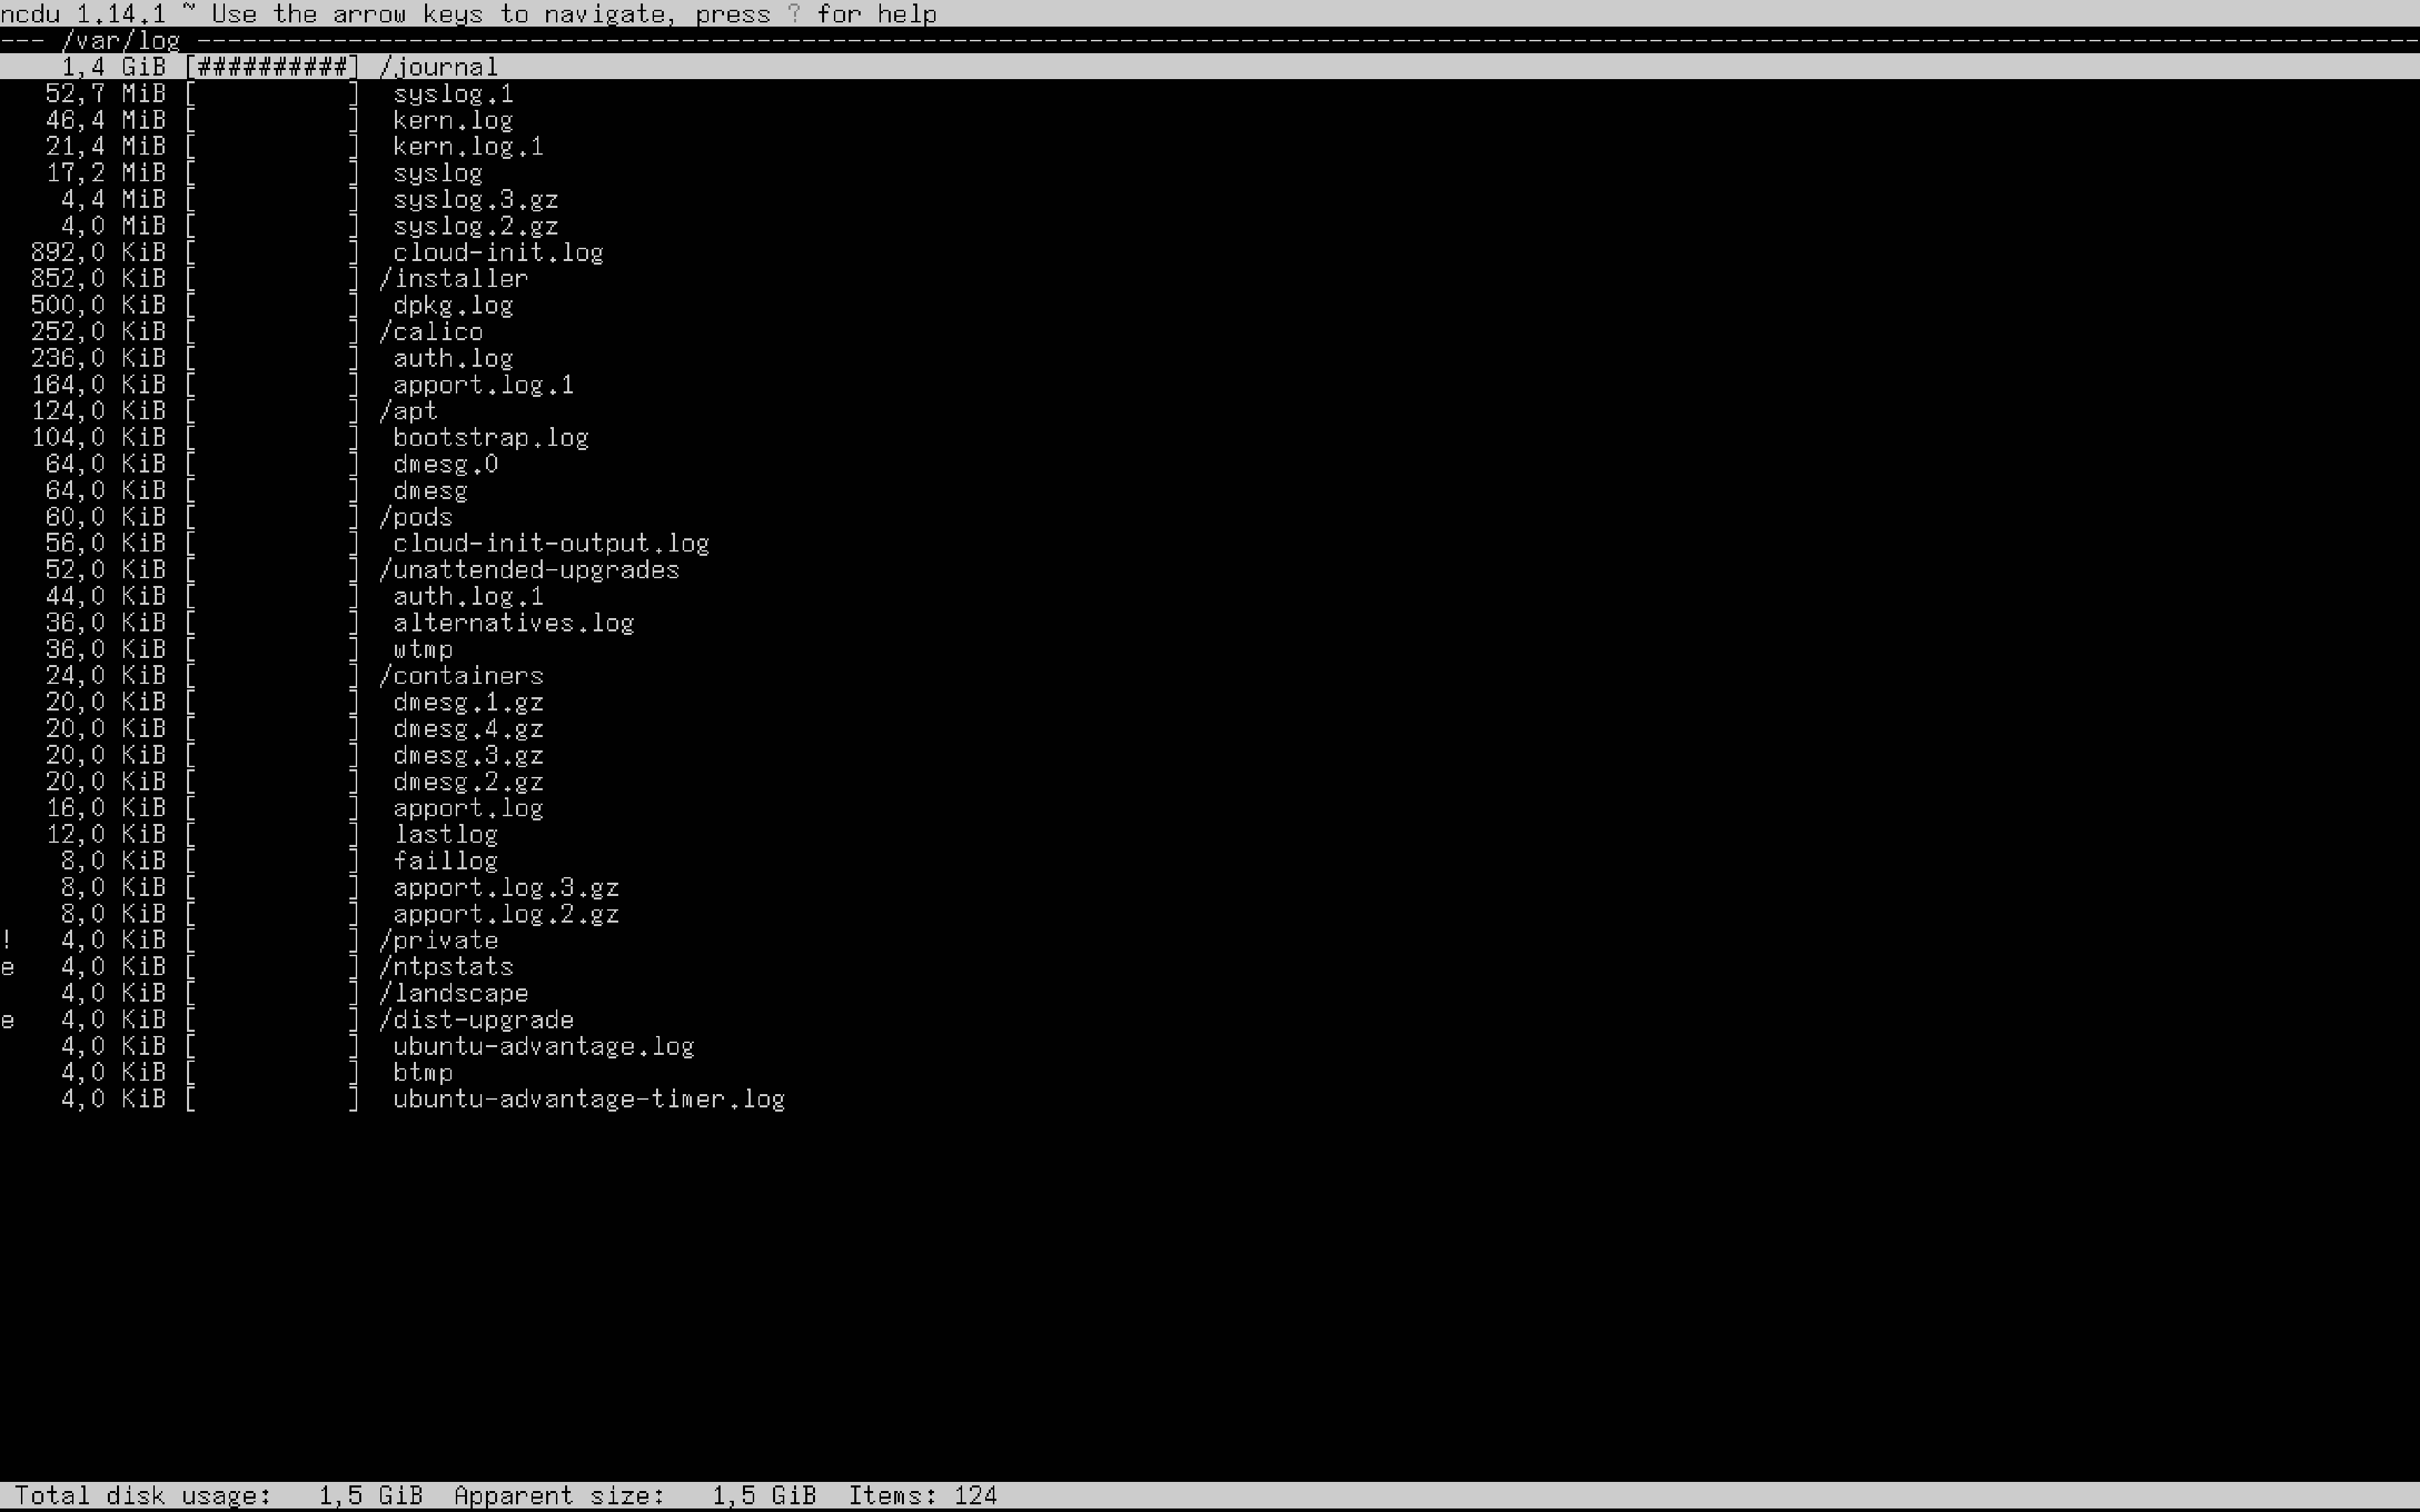 ncdu 1.14.1 ~ Use the arrow keys to navigate, press ? for help
--- /var/log ---------------------------------------------------------------------------------------------------------------------------------------------------
1,4 GiB [##########] /journal
52,7 MiB [          ]  syslog.1
46,4 MiB [          ]  kern.log
21,4 MiB [          ]  kern.log.1
17,2 MiB [          ]  syslog
4,4 MiB [          ]  syslog.3.gz
4,0 MiB [          ]  syslog.2.gz
892,0 KiB [          ]  cloud-init.log
852,0 KiB [          ] /installer
500,0 KiB [          ]  dpkg.log
252,0 KiB [          ] /calico
236,0 KiB [          ]  auth.log
164,0 KiB [          ]  apport.log.1
124,0 KiB [          ] /apt
104,0 KiB [          ]  bootstrap.log
64,0 KiB [          ]  dmesg.0
64,0 KiB [          ]  dmesg
60,0 KiB [          ] /pods
56,0 KiB [          ]  cloud-init-output.log
52,0 KiB [          ] /unattended-upgrades
44,0 KiB [          ]  auth.log.1
36,0 KiB [          ]  alternatives.log
36,0 KiB [          ]  wtmp
24,0 KiB [          ] /containers
20,0 KiB [          ]  dmesg.1.gz
20,0 KiB [          ]  dmesg.4.gz
20,0 KiB [          ]  dmesg.3.gz
20,0 KiB [          ]  dmesg.2.gz
16,0 KiB [          ]  apport.log
12,0 KiB [          ]  lastlog
8,0 KiB [          ]  faillog
8,0 KiB [          ]  apport.log.3.gz
8,0 KiB [          ]  apport.log.2.gz
! 4,0 KiB [          ] /private
e 4,0 KiB [          ] /ntpstats
4,0 KiB [          ] /landscape
e 4,0 KiB [          ] /dist-upgrade
4,0 KiB [          ]  ubuntu-advantage.log
4,0 KiB [          ]  btmp
4,0 KiB [          ]  ubuntu-advantage-timer.log
Total disk usage: 1,5 GiB Apparent size: 1,5 GiB Items: 124